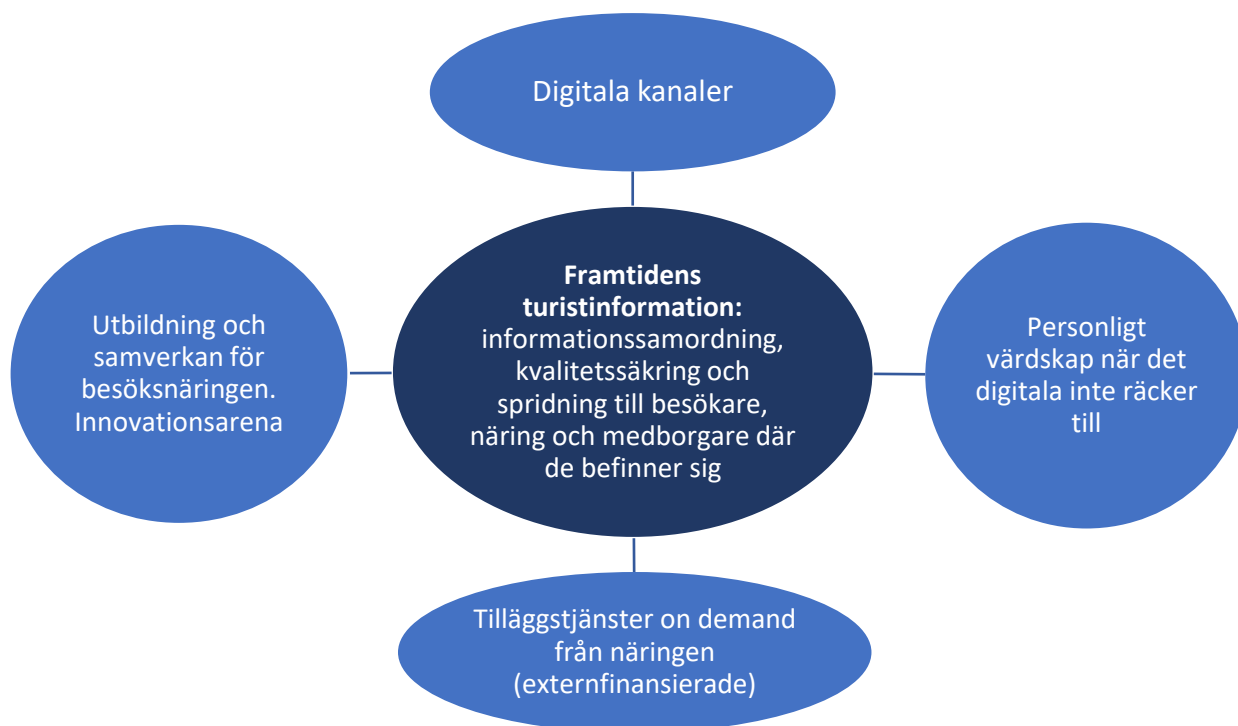 Digitala kanaler
Framtidens
turistinformation:
informationssamordning,
kvalitetssäkring och
spridning till besökare,
näring och medborgare där
de befinner sig
Utbildning och
samverkan för
besöksnäringen.
Innovationsarena
Personligt
värdskap när det
digitala inte räcker
till
Tilläggstjänster on demand
från näringen
(externfinansierade)